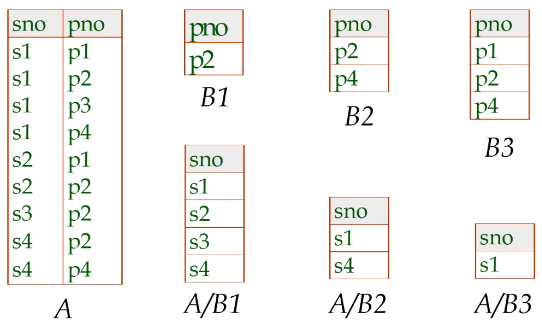 sno pno
s1 p1
s1 p2
s1 p3
s1 p4
s2 p1
s2 p2
s3 p2
s4 p2
s4 p4
A
pno
p2
B1
pno
p2
p4
B2
pno
p1
p2
p4
B3
sno
s1
s2
s3
s4
A/B1
sno
s1
s4
A/B2
sno
s1
A/B3